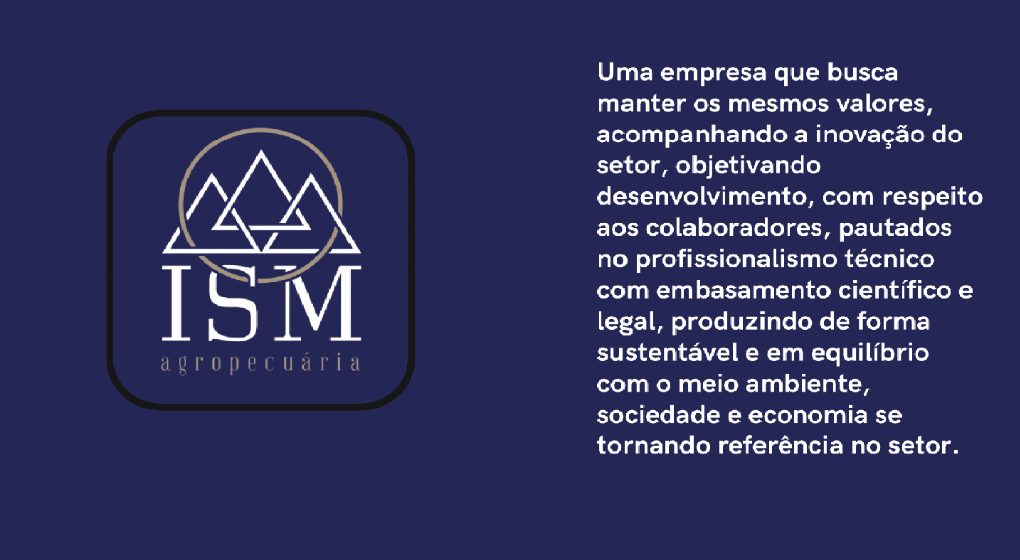 ISM
agropecuária
Uma empresa que busca
manter os mesmos valores,
acompanhando a inovação do
setor, objetivando
desenvolvimento, com respeito
aos colaboradores, pautados
no profissionalismo técnico
com embasamento científico e
legal, produzindo de forma
sustentável e em equilíbrio
com o meio ambiente,
sociedade e economia se
tornando referência no setor.